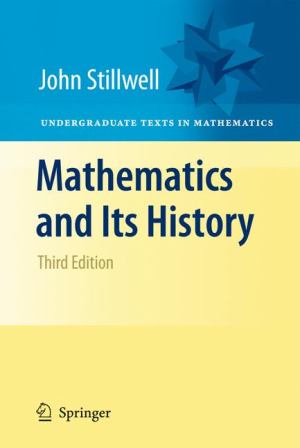 John Stillwell
UNDERGRADUATE TEXTS IN MATHEMATICS
Mathematics
and Its History
Third Edition
Springer